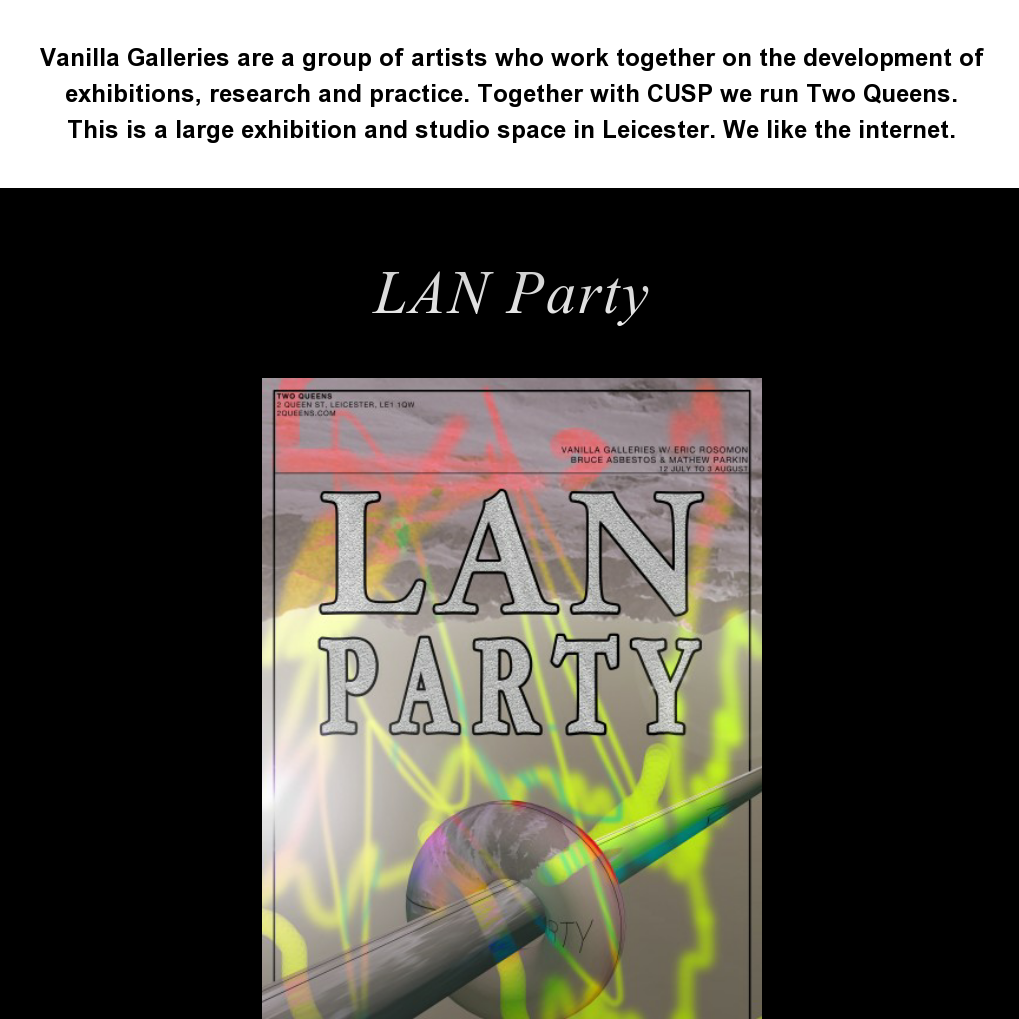 Vanilla Galleries are a group of artists who work together on the development of
exhibitions, research and practice. Together with CUSP we run Two Queens.
This is a large exhibition and studio space in Leicester. We like the internet.
LAN Party
TWO QUEENS
2 QUEEN ST, LEICESTER, LE1 1QW
2QUEENS.COM
VANILLA GALLERIES W/ ERIC ROSOMON
BRUCE ASBESTOS & MATHEW PARKIN
12 JULY TO 3 AUGUST
LAN
PARTY